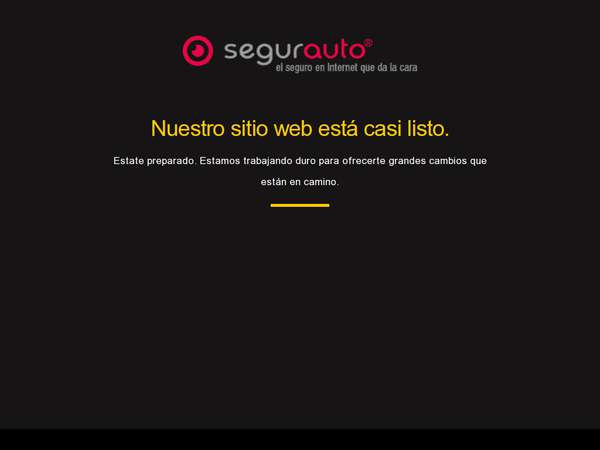 segurauto®
el seguro en Internet que da la cara
Nuestro sitio web está casi listo.
Estate preparado. Estamos trabajando duro para ofrecerte grandes cambios que
están en camino.